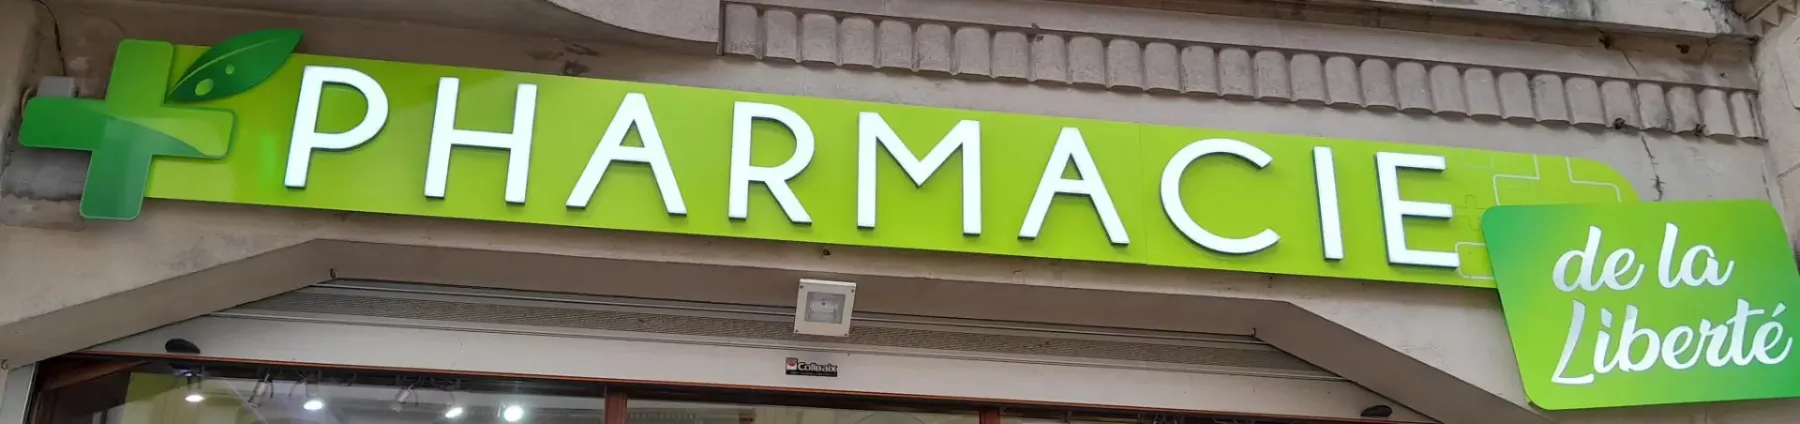 PHARMACIE
de la
Liberté